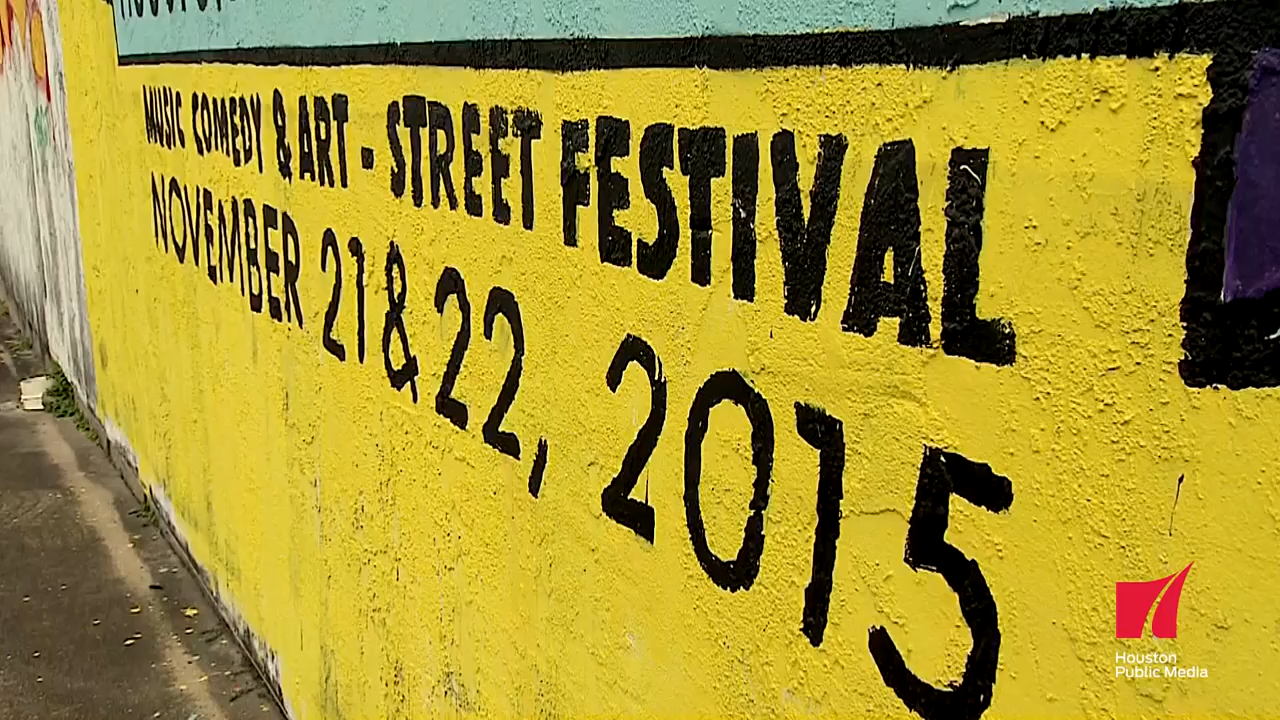 MUSIC COMEDY & ART - STREET FESTIVAL
NOVEMBER 21 & 22, 2015
Houston
Public Media